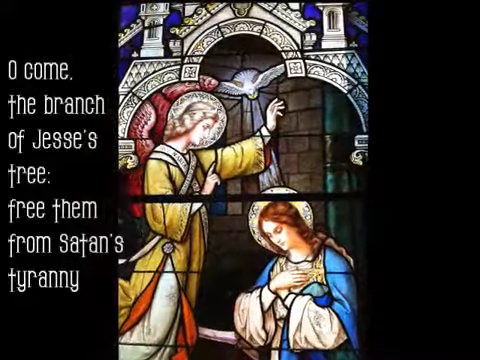 O come,
the branch
of Jesse's
tree;
free them
from Satan's
tyranny